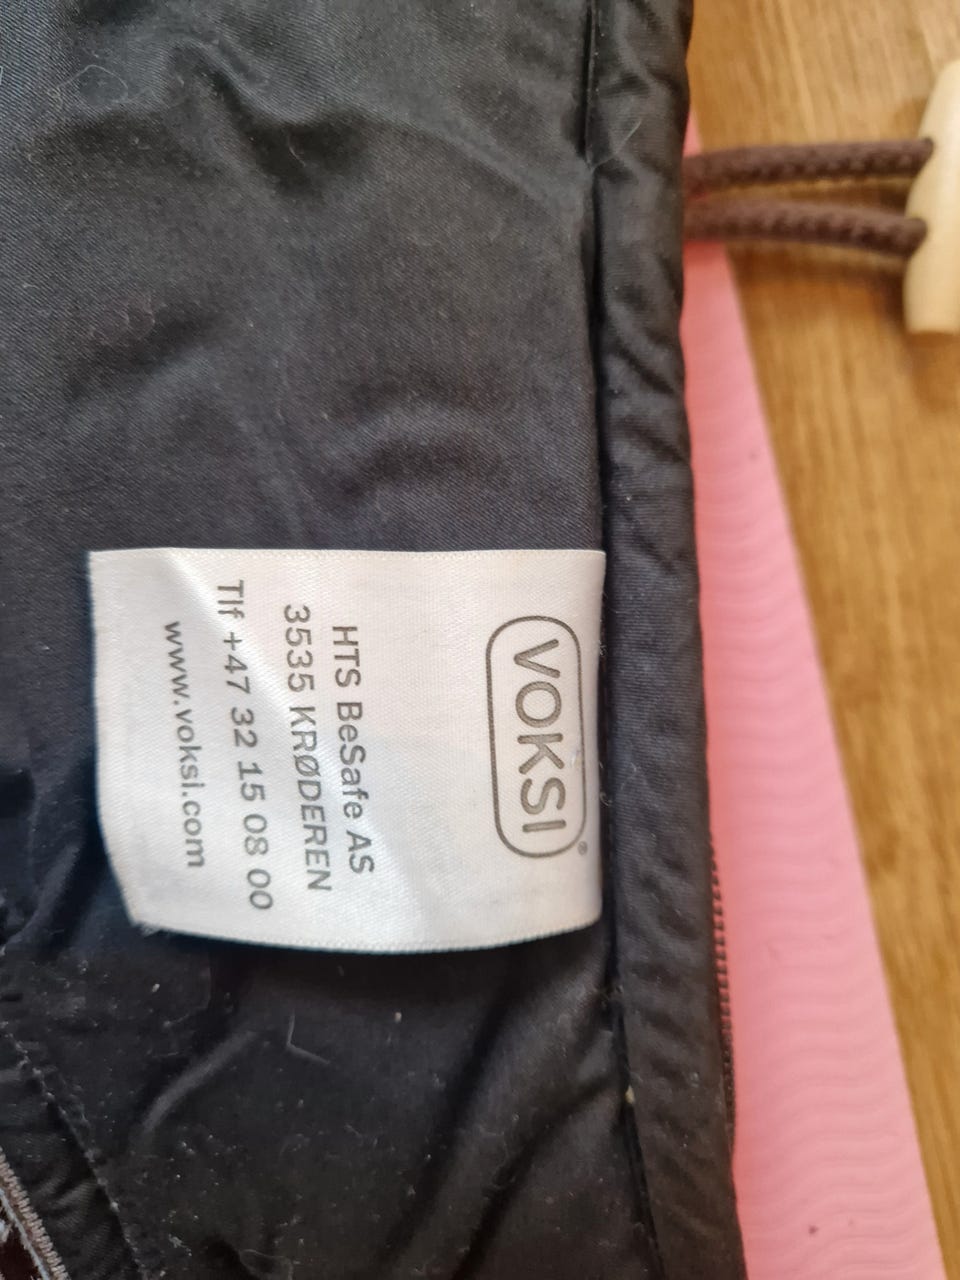 VOKSI®
HTS BeSafe AS
3535 KRØDEREN
Tlf +47 32 15 08 00
www.voksi.com